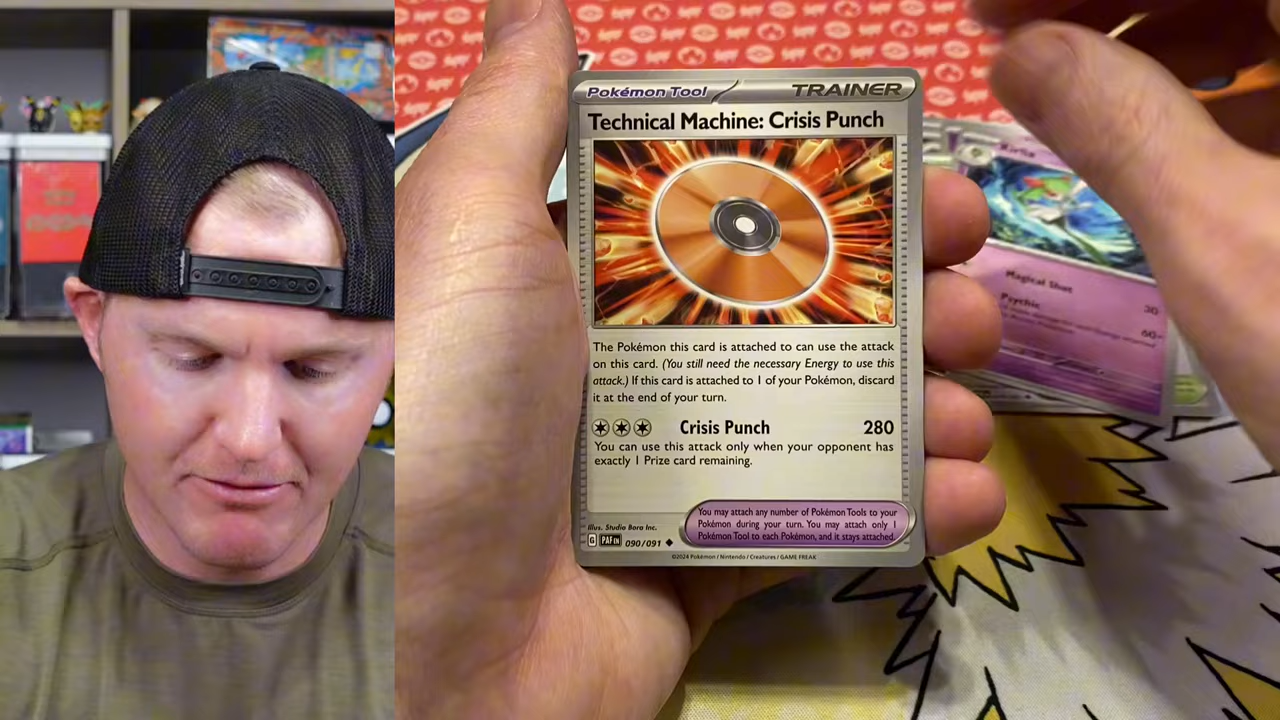 Pokémon Tool
TRAINER
Technical Machine: Crisis Punch
The Pokémon this card is attached to can use the attack
on this card. (You still need the necessary Energy to use this
attack.) If this card is attached to 1 of your Pokémon, discard
it at the end of your turn.
Crisis Punch 280
You can use this attack only when your opponent has
exactly 1 Prize card remaining.
You may attach any number of Pokémon Tools to your
Pokémon during your turn. You may attach only 1
Pokémon Tool to each Pokémon, and it stays attached.
Illus. Studio Bora Inc.
G PAF EN 090/091
©2024 Pokémon / Nintendo / Creatures / GAME FREAK
Kirlia
Magical Shot 30
Psychic 60+